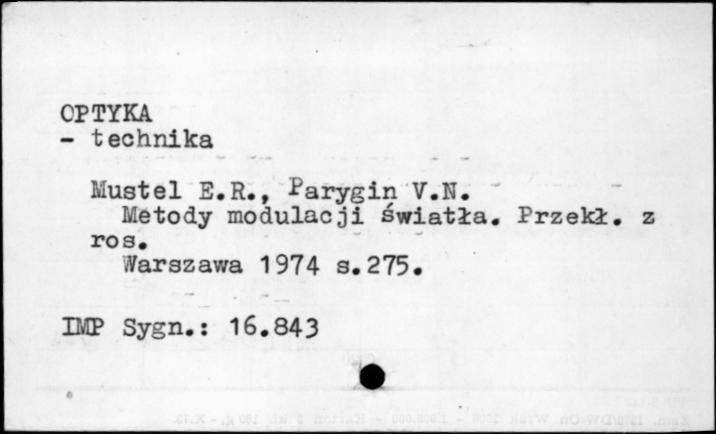 OPTYKA
- technika
Mustel E.R., Parygin V.N.
Metody modulacji światła. Przekł. z
ros.
Warszawa 1974 s.275.
IMP Sygn.: 16.843